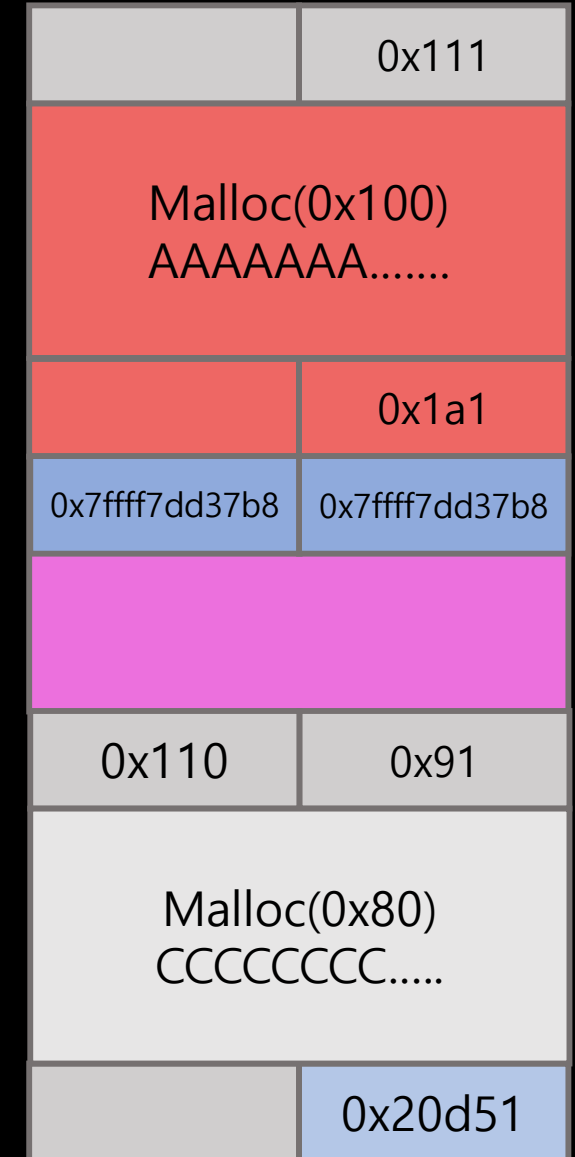 0x111
Malloc(0x100)
AAAAAAA.......
0x1a1
0x7ffff7dd37b8 0x7ffff7dd37b8
0x110 0x91
Malloc(0x80)
CCCCCCCC.....
0x20d51